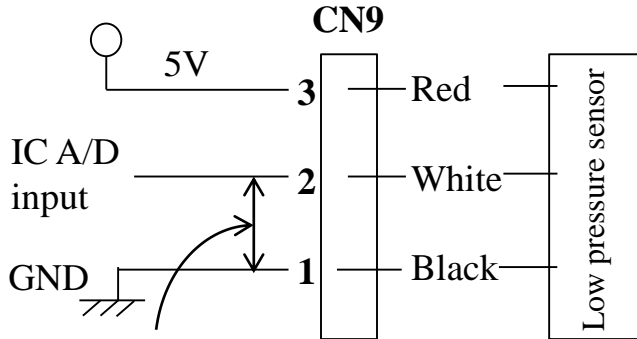 CN9
5V
3
Red
IC A/D
input
2
White
GND
1
Black
Low pressure sensor